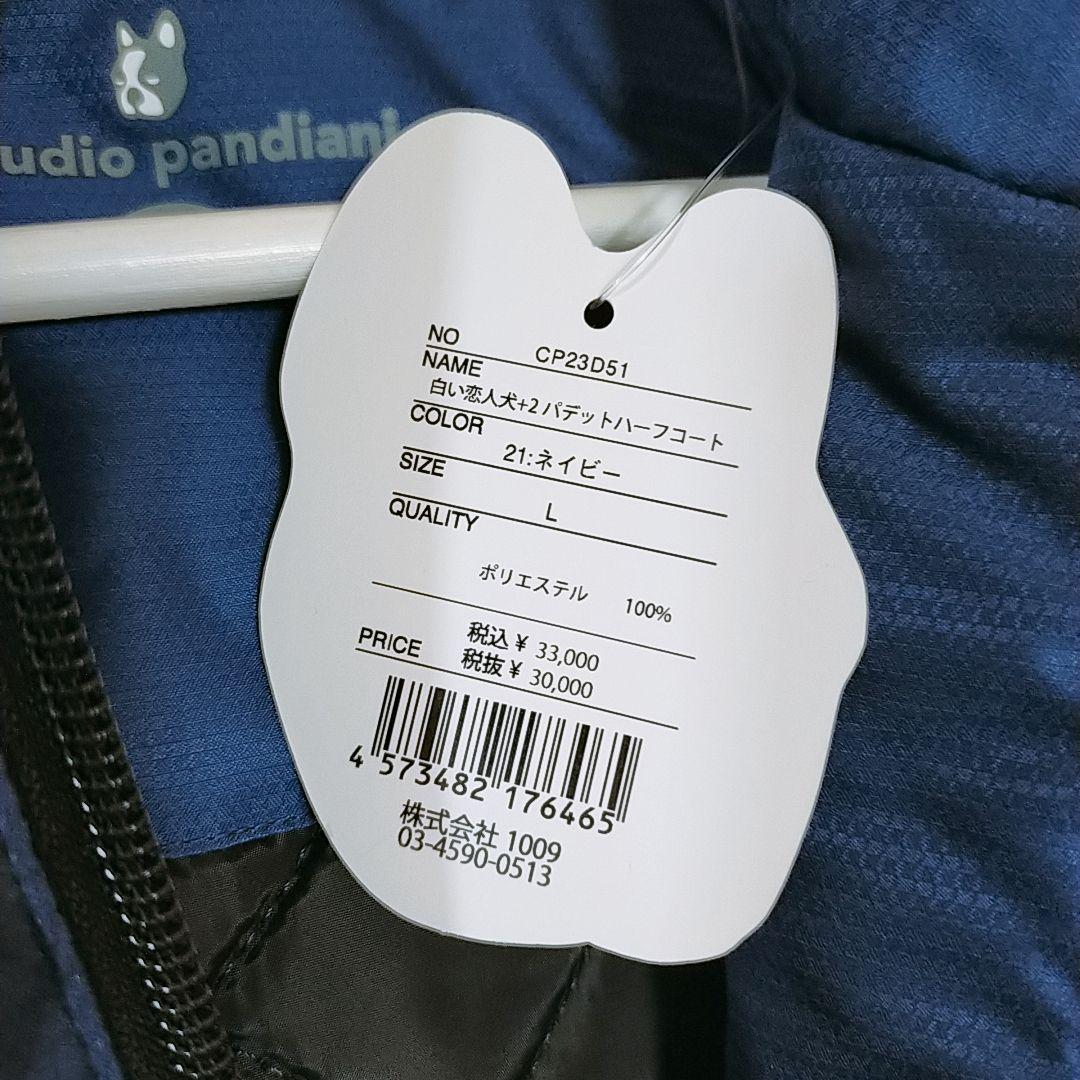 udio pandiani
NO CP23D51
NAME
白い恋人犬+2パデットハーフコート
COLOR
21:ネイビー
SIZE
L
QUALITY
ポリエステル 100%
税込¥ 33,000
PRICE 税抜¥ 30,000
4 573482 176465
株式会社 1009
03-4590-0513